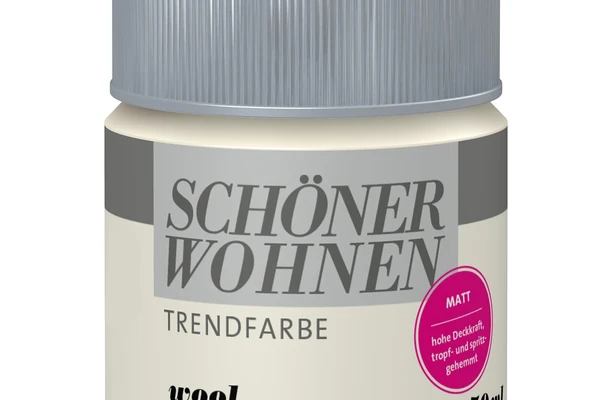 SCHÖNER
WOHNEN
TRENDFARBE
MATT
hohe Deckkraft,
tropf- und spritz-
gehemmt
wool